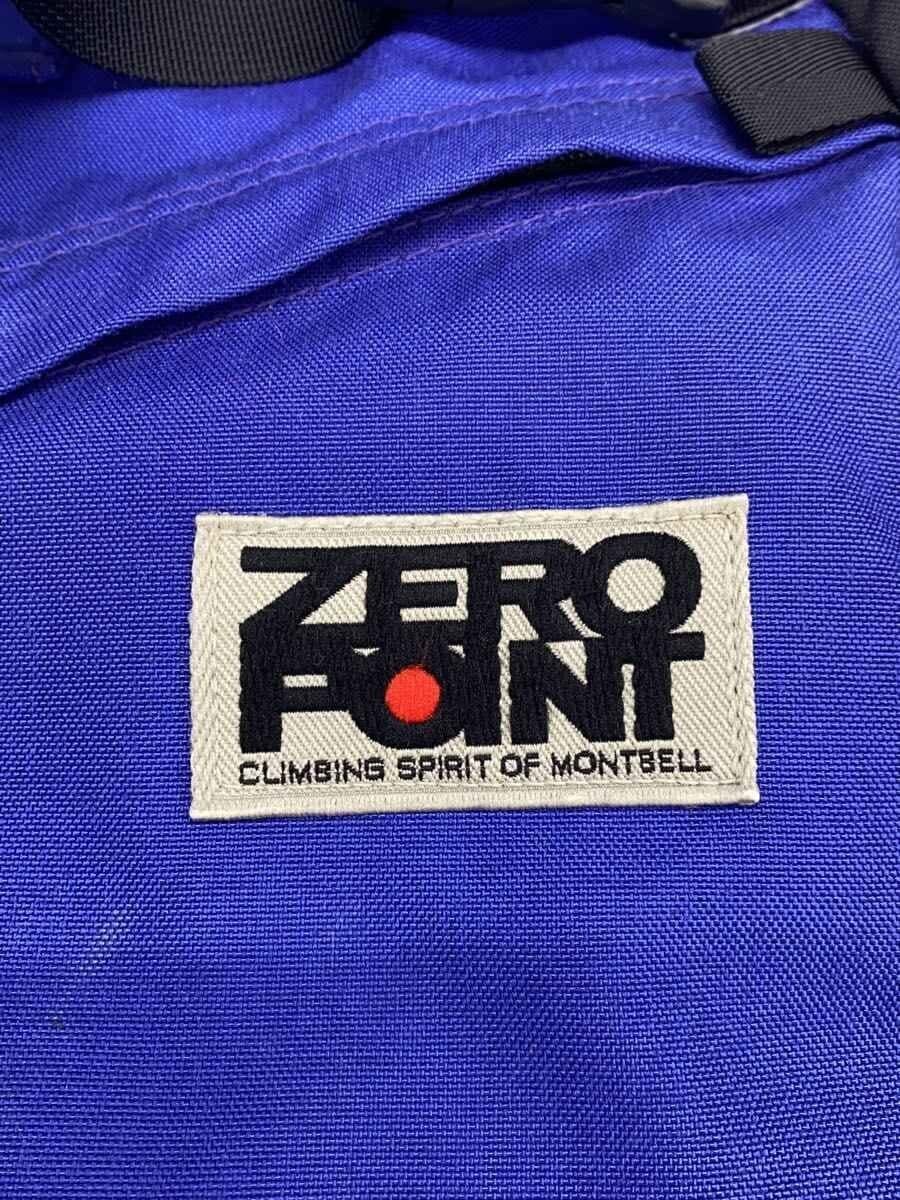 ZERO
POINT
CLIMBING SPIRIT OF MONTBELL